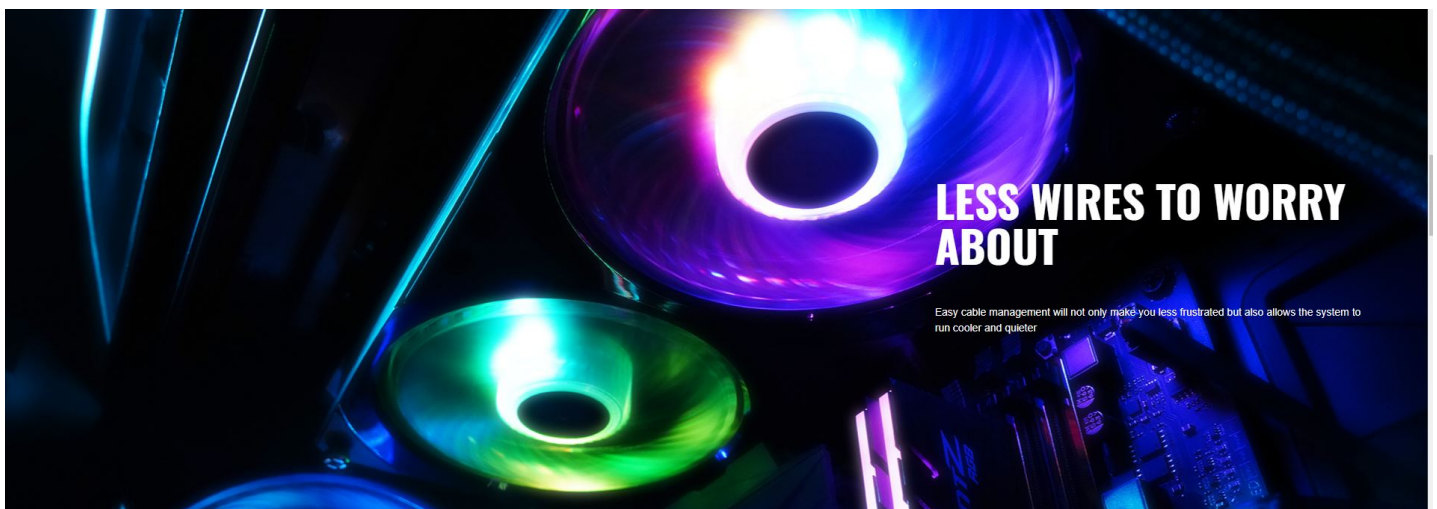 LESS WIRES TO WORRY
ABOUT
Easy cable management will not only make you less frustrated but also allows the system to
run cooler and quieter